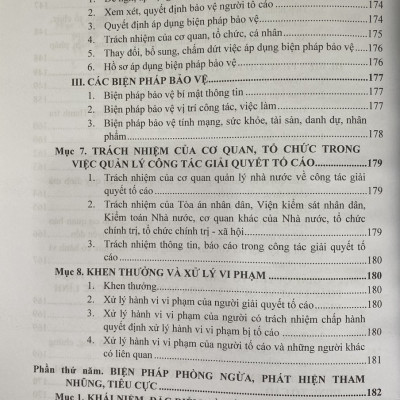 2. Xem xét, quyết định bảo vệ người tố cáo 174
3. Quyết định áp dụng biện pháp bảo vệ 174
4. Trách nhiệm của cơ quan, tổ chức, cá nhân 175
5. Thay đổi, bổ sung, chấm dứt việc áp dụng biện pháp bảo vệ 176
6. Hồ sơ áp dụng biện pháp bảo vệ 176
III. CÁC BIỆN PHÁP BẢO VỆ 177
1. Biện pháp bảo vệ bí mật thông tin 177
2. Biện pháp bảo vệ vị trí công tác, việc làm 177
3. Biện pháp bảo vệ tính mạng, sức khỏe, tài sản, danh dự, nhân
phẩm 178
Mục 7. TRÁCH NHIỆM CỦA CƠ QUAN, TỔ CHỨC TRONG
VIỆC QUẢN LÝ CÔNG TÁC GIẢI QUYẾT TỐ CÁO 179
1. Trách nhiệm của cơ quan quản lý nhà nước về công tác giải
quyết tố cáo 179
2. Trách nhiệm của Tòa án nhân dân, Viện kiểm sát nhân dân,
Kiểm toán Nhà nước, cơ quan khác của Nhà nước, tổ chức
chính trị, tổ chức chính trị - xã hội 179
3. Trách nhiệm thông tin, báo cáo trong công tác giải quyết tố
cáo 180
Mục 8. KHEN THƯỞNG VÀ XỬ LÝ VI PHẠM 180
1. Khen thưởng 180
2. Xử lý hành vi vi phạm của người giải quyết tố cáo 180
3. Xử lý hành vi vi phạm của người có trách nhiệm chấp hành
quyết định xử lý hành vi vi phạm bị tố cáo 180
4. Xử lý hành vi vi phạm của người tố cáo và những người khác
có liên quan 181
Phần thứ năm. BIỆN PHÁP PHÒNG NGỪA, PHÁT HIỆN THAM
NHŨNG, TIÊU CỰC 182
Mục 1. KHÁI NIỆM, ĐẶC